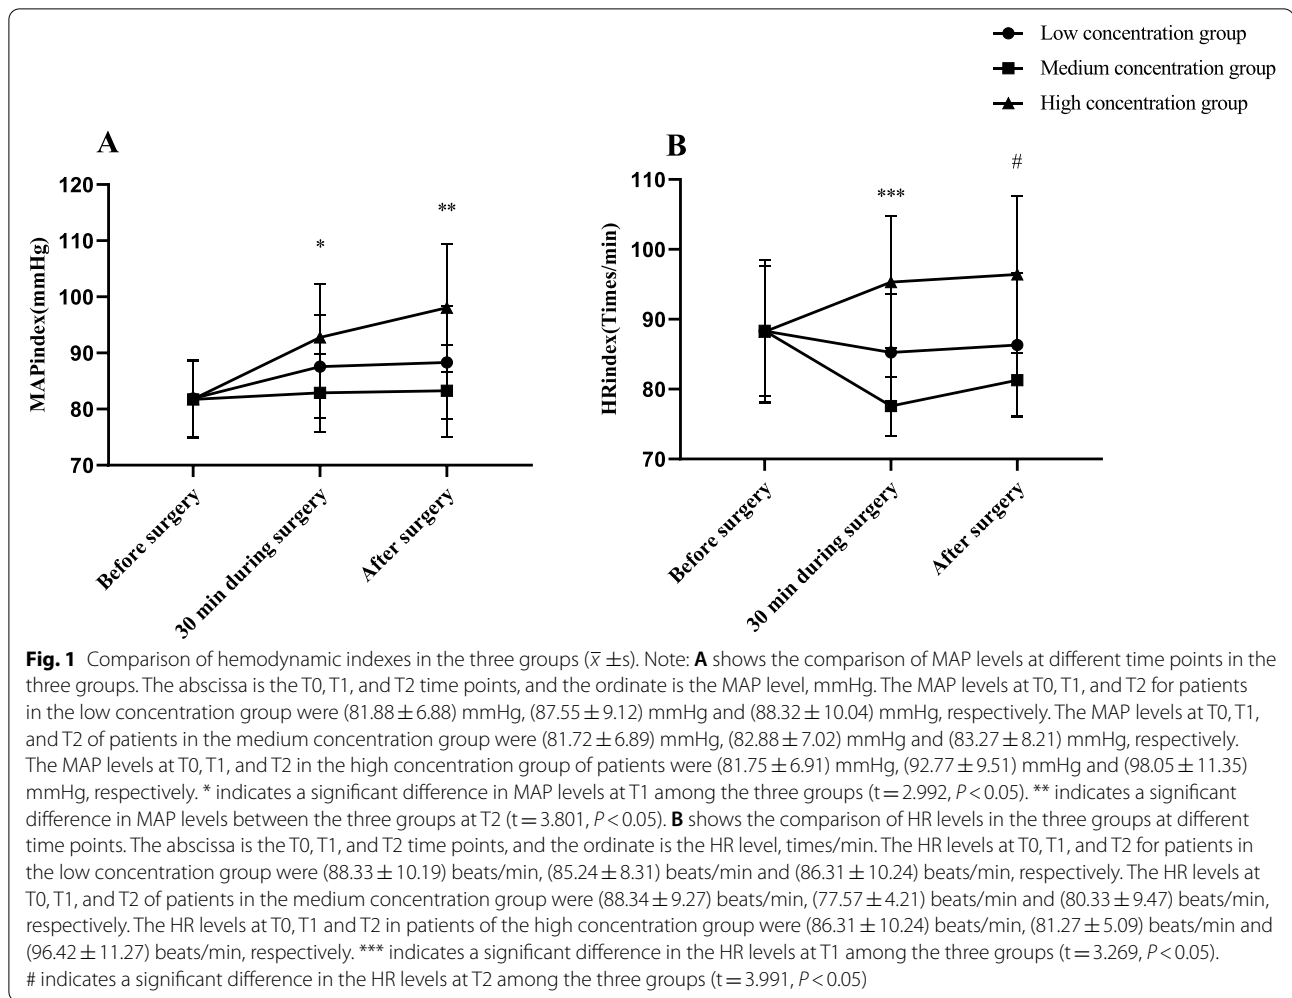 Low concentration group
Medium concentration group
High concentration group
A
120
110
100
90
80
70
MAPindex(mmHg)
*
**
Before surgery
30 min during surgery
After surgery
B
110
100
90
80
70
HRindex(Times/min)
***
#
Before surgery
30 min during surgery
After surgery
Fig. 1 Comparison of hemodynamic indexes in the three groups (x̅ ±s). Note: A shows the comparison of MAP levels at different time points in the
three groups. The abscissa is the T0, T1, and T2 time points, and the ordinate is the MAP level, mmHg. The MAP levels at T0, T1, and T2 for patients
in the low concentration group were (81.88 ± 6.88) mmHg, (87.55 ± 9.12) mmHg and (88.32 ± 10.04) mmHg, respectively. The MAP levels at T0, T1,
and T2 of patients in the medium concentration group were (81.72 ± 6.89) mmHg, (82.88 ± 7.02) mmHg and (83.27 ± 8.21) mmHg, respectively.
The MAP levels at T0, T1, and T2 in the high concentration group of patients were (81.75 ± 6.91) mmHg, (92.77 ± 9.51) mmHg and (98.05 ± 11.35)
mmHg, respectively. * indicates a significant difference in MAP levels at T1 among the three groups (t = 2.992, P < 0.05). ** indicates a significant
difference in MAP levels between the three groups at T2 (t = 3.801, P < 0.05). B shows the comparison of HR levels in the three groups at different
time points. The abscissa is the T0, T1, and T2 time points, and the ordinate is the HR level, times/min. The HR levels at T0, T1, and T2 for patients in
the low concentration group were (88.33 ± 10.19) beats/min, (85.24 ± 8.31) beats/min and (86.31 ± 10.24) beats/min, respectively. The HR levels at
T0, T1, and T2 of patients in the medium concentration group were (88.34 ± 9.27) beats/min, (77.57 ± 4.21) beats/min and (80.33 ± 9.47) beats/min,
respectively. The HR levels at T0, T1 and T2 in patients of the high concentration group were (86.31 ± 10.24) beats/min, (81.27 ± 5.09) beats/min and
(96.42 ± 11.27) beats/min, respectively. *** indicates a significant difference in the HR levels at T1 among the three groups (t = 3.269, P < 0.05).
# indicates a significant difference in the HR levels at T2 among the three groups (t = 3.991, P < 0.05)